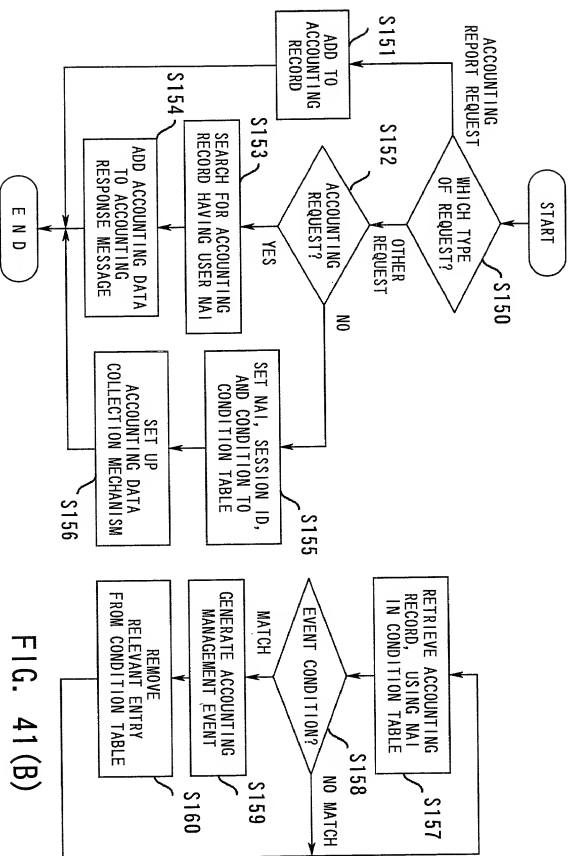 START
WHICH TYPE
OF REQUEST?
S150
ACCOUNTING
REPORT REQUEST
S151
ADD TO
ACCOUNTING
RECORD
OTHER
REQUEST
S152
ACCOUNTING
REQUEST?
NO
YES
S153
SEARCH FOR ACCOUNTING
RECORD HAVING USER NAI
S154
ADD ACCOUNTING DATA
TO ACCOUNTING
RESPONSE MESSAGE
SET NAI, SESSION ID,
AND CONDITION TO
CONDITION TABLE
S155
SET UP
ACCOUNTING DATA
COLLECTION MECHANISM
S156
END
RETRIEVE ACCOUNTING
RECORD, USING NAI
IN CONDITION TABLE
S157
EVENT CONDITION?
S158
NO MATCH
MATCH
GENERATE ACCOUNTING
MANAGEMENT EVENT
S159
REMOVE
RELEVANT ENTRY
FROM CONDITION TABLE
S160
FIG. 41(B)